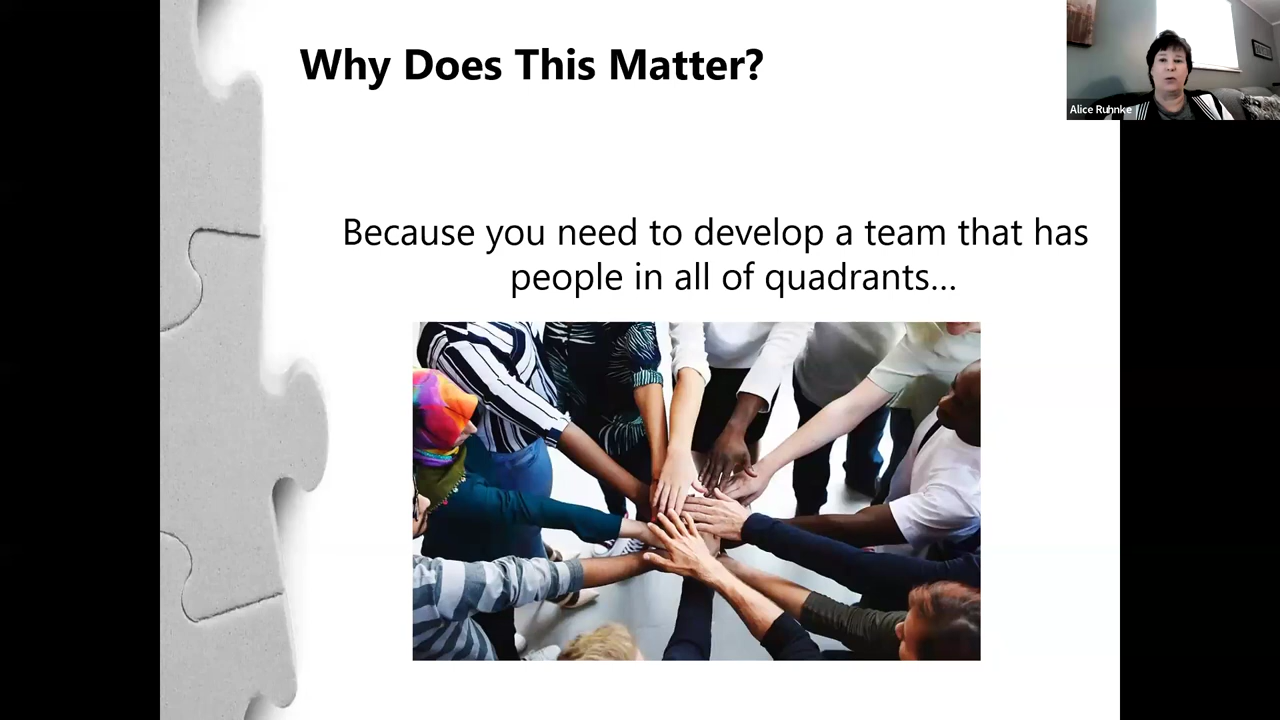 Why Does This Matter?
Alice Ruhnke
Because you need to develop a team that has
people in all of quadrants...